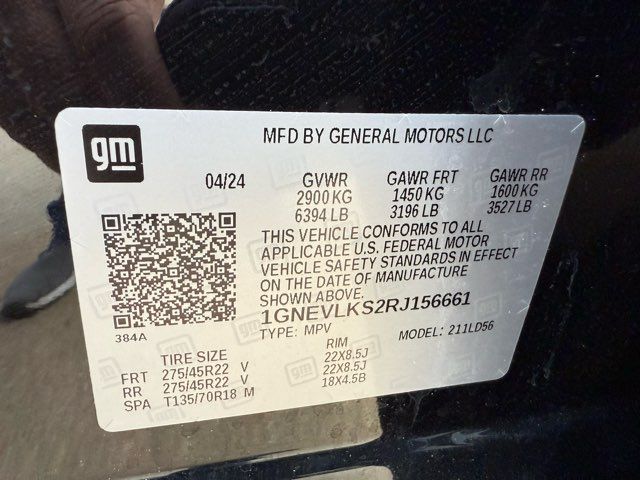 gm
MFD BY GENERAL MOTORS LLC
04/24 GVWR GAWR FRT GAWR RR
2900 KG 1450 KG 1600 KG
6394 LB 3196 LB 3527 LB
THIS VEHICLE CONFORMS TO ALL
APPLICABLE U.S. FEDERAL MOTOR
VEHICLE SAFETY STANDARDS IN EFFECT
ON THE DATE OF MANUFACTURE
SHOWN ABOVE.
1GNEVLKS2RJ156661
384A TYPE: MPV MODEL: 211LD56
TIRE SIZE RIM
FRT 275/45R22 V 22X8.5J
RR 275/45R22 V 22X8.5J
SPA T135/70R18 M 18X4.5B